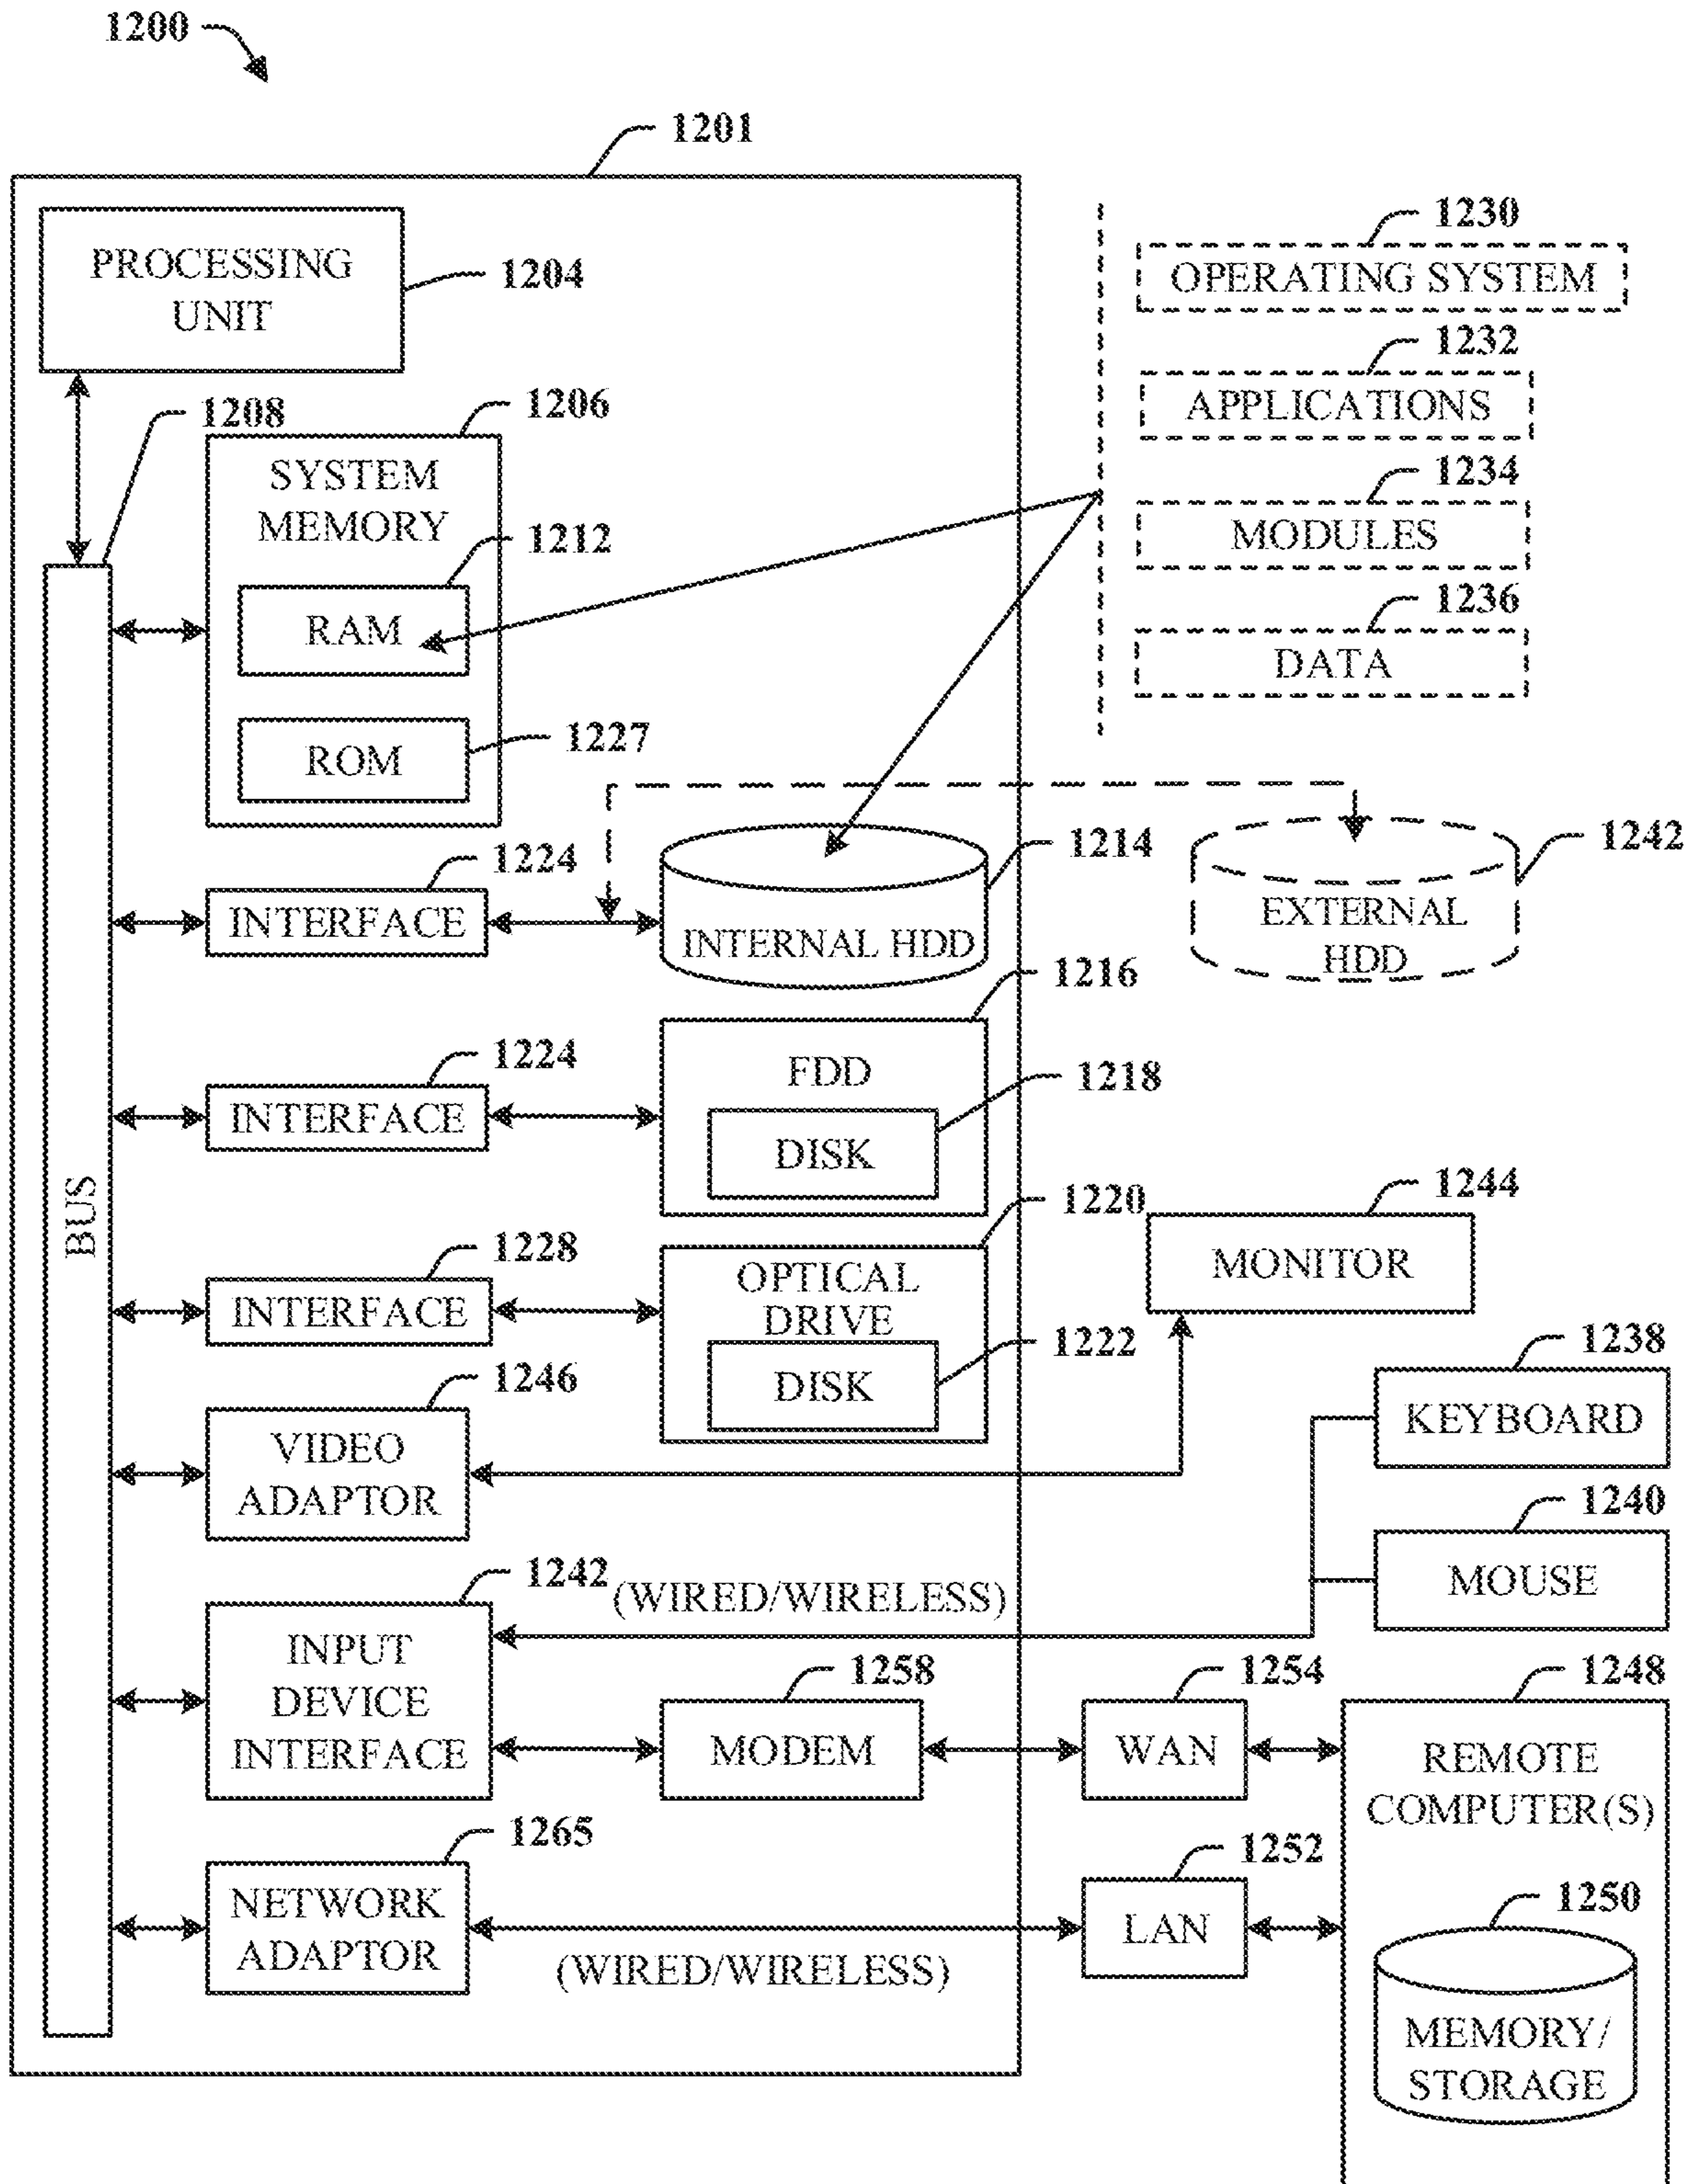 1200
1201
PROCESSING
UNIT
1204
1208
1206
SYSTEM
MEMORY
1212
RAM
ROM
1227
1230
OPERATING SYSTEM
1232
APPLICATIONS
1234
MODULES
1236
DATA
1224
INTERFACE
1214
INTERNAL HDD
1242
EXTERNAL
HDD
1216
1224
INTERFACE
FDD
1218
DISK
BUS
1220
1228
INTERFACE
OPTICAL
DRIVE
1222
DISK
1244
MONITOR
1246
VIDEO
ADAPTOR
1238
KEYBOARD
1240
MOUSE
1242
(WIRED/WIRELESS)
INPUT
DEVICE
INTERFACE
1258
MODEM
1254
WAN
1248
REMOTE
COMPUTER(S)
1265
NETWORK
ADAPTOR
(WIRED/WIRELESS)
1252
LAN
1250
MEMORY/
STORAGE